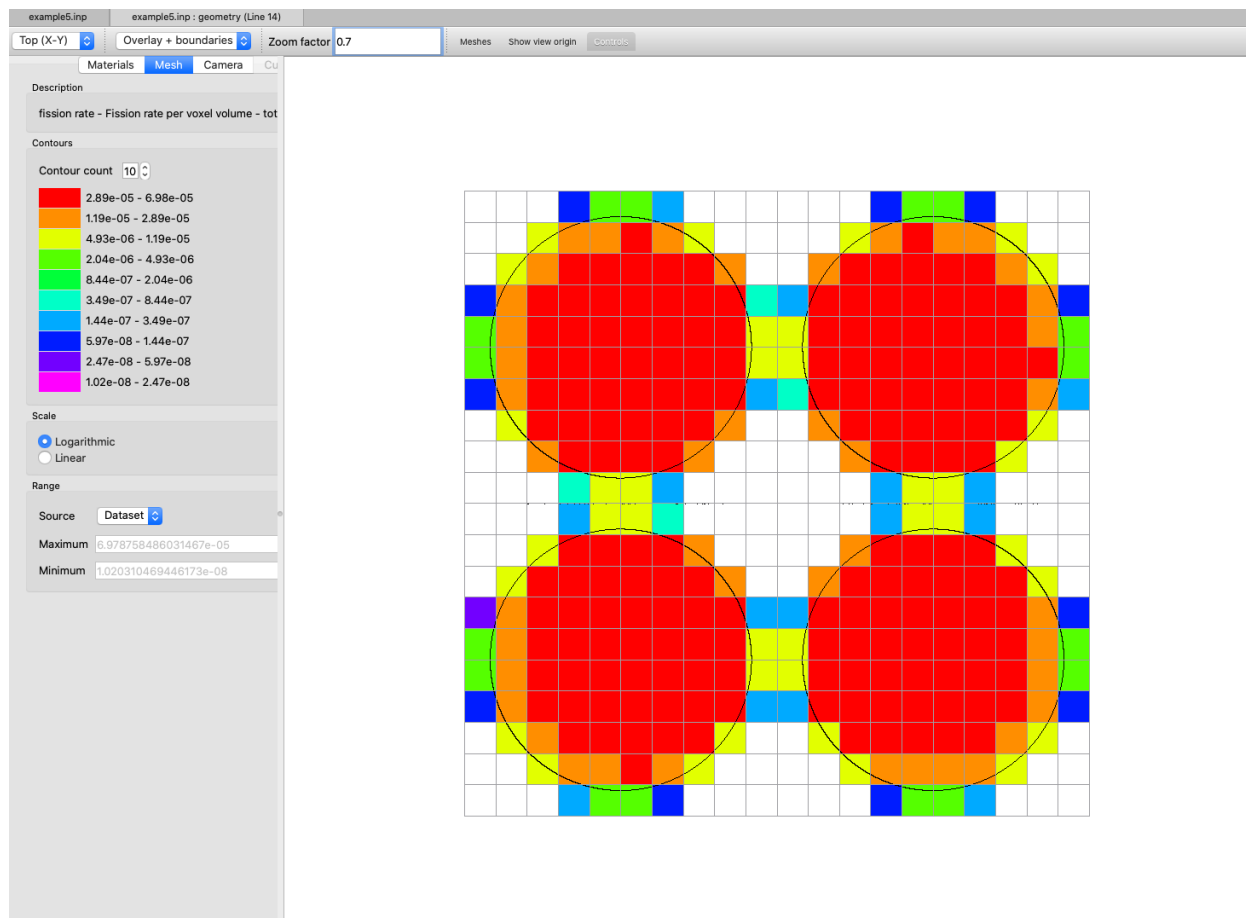 example5.inp example5.inp : geometry (Line 14)
Top (X-Y) Overlay + boundaries Zoom factor 0.7 Meshes Show view origin Controls
Materials Mesh Camera Cu
Description
fission rate - Fission rate per voxel volume - tot
Contours
Contour count 10
2.89e-05 - 6.98e-05
1.19e-05 - 2.89e-05
4.93e-06 - 1.19e-05
2.04e-06 - 4.93e-06
8.44e-07 - 2.04e-06
3.49e-07 - 8.44e-07
1.44e-07 - 3.49e-07
5.97e-08 - 1.44e-07
2.47e-08 - 5.97e-08
1.02e-08 - 2.47e-08
Scale
Logarithmic
Linear
Range
Source Dataset
Maximum 6.978758486031467e-05
Minimum 1.020310469446173e-08